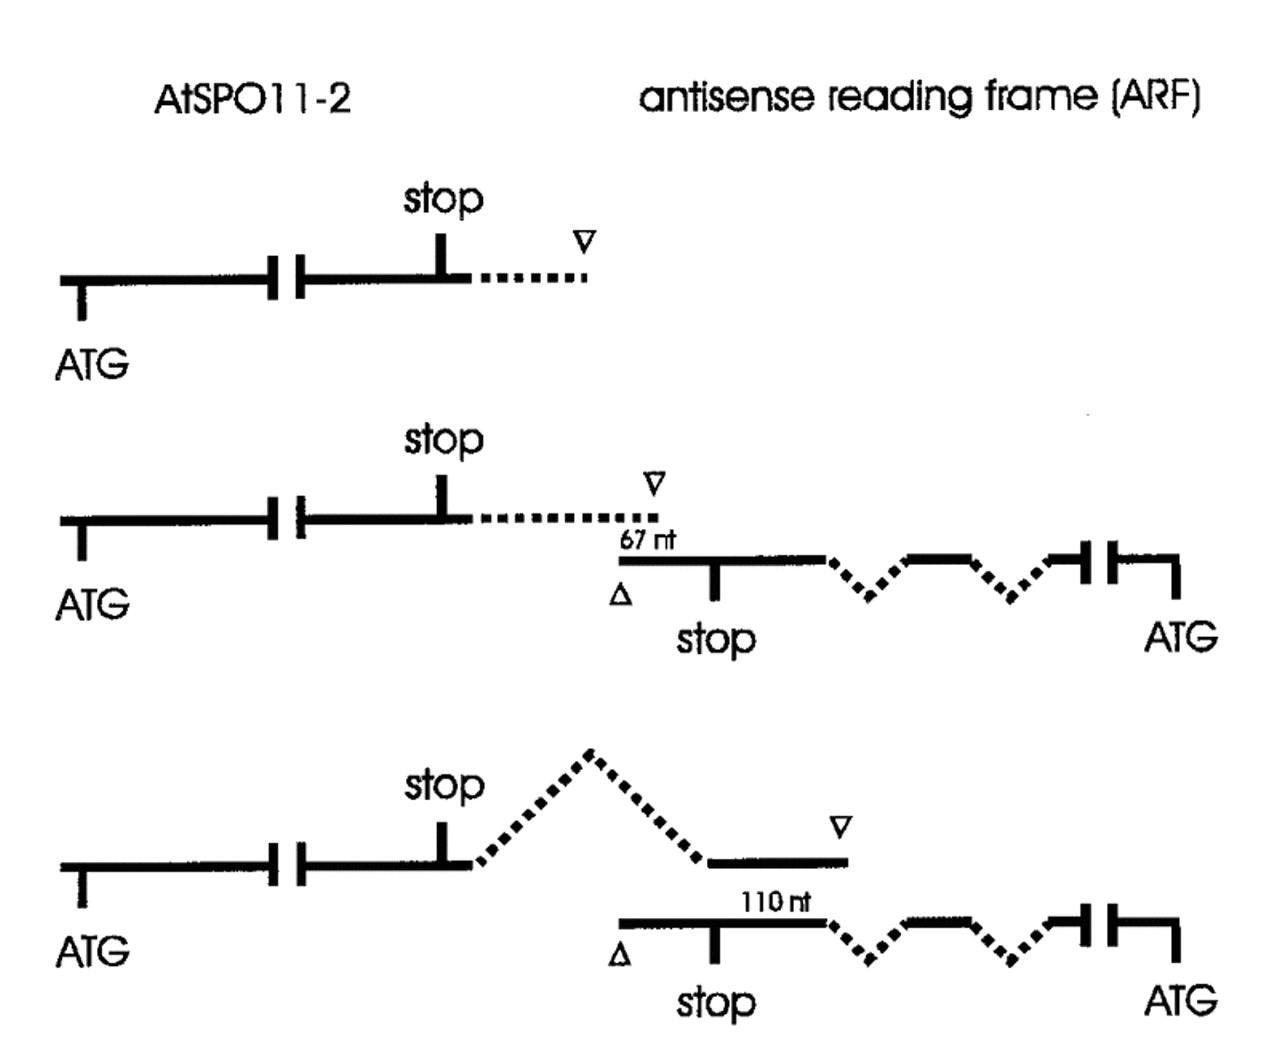 AtSPO11-2 antisense reading frame (ARF)
stop
ATG
stop
67 nt
ATG
stop
ATG
stop
110 nt
ATG
stop
ATG